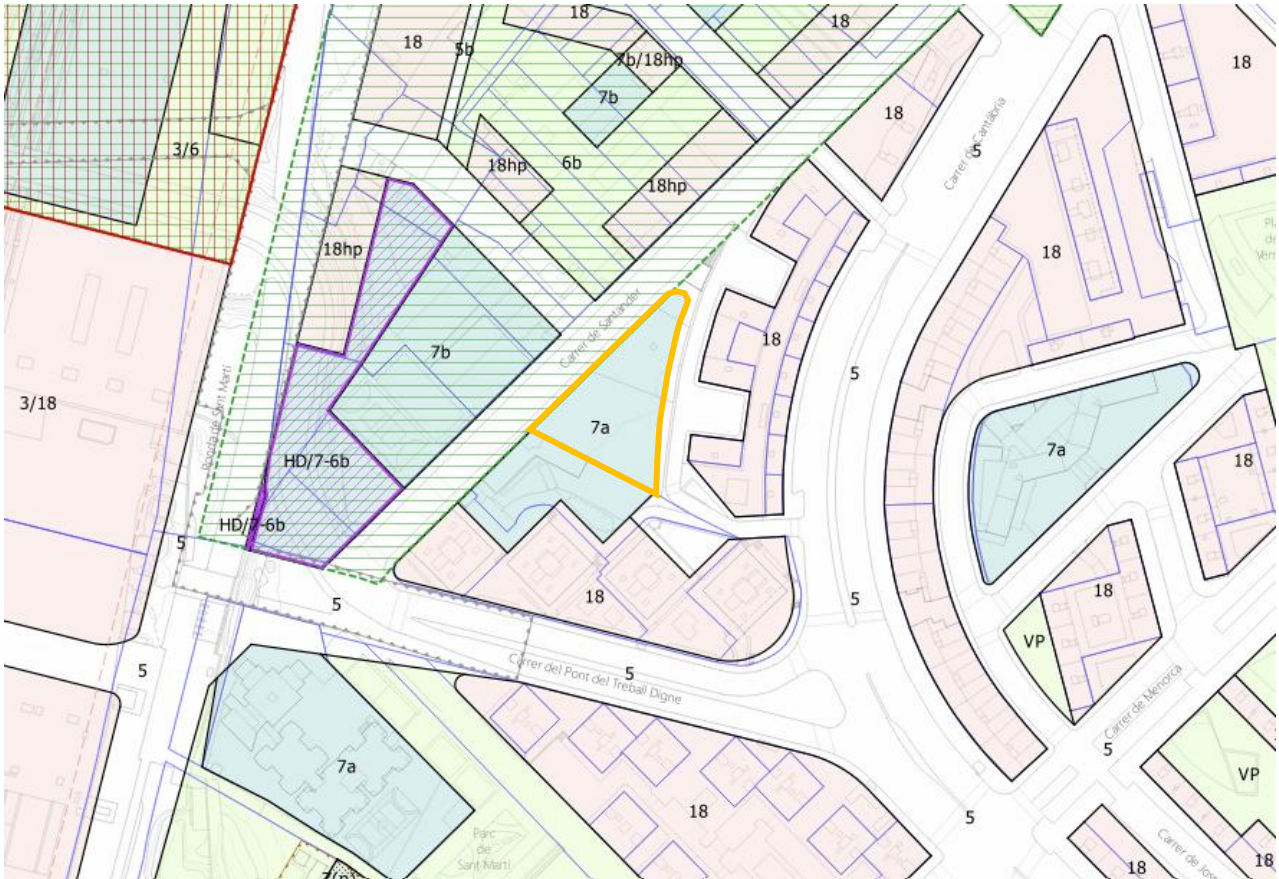 18
18
18
5b
7b/18hp
18
7b
18
3/6
18hp
6b
18hp
Carrer de Cantàbria
5
18hp
18
Carrer de Santander
18
7b
Ronda de Sant Martí
5
3/18
7a
7a
18
HD/7-6b
HD/7-6b
5
5
18
5
18
VP
5
Carrer del Pont del Treball Digne
5
Carrer de Menorca
5
7a
VP
18
5
Parc
de
Sant Martí
18
18